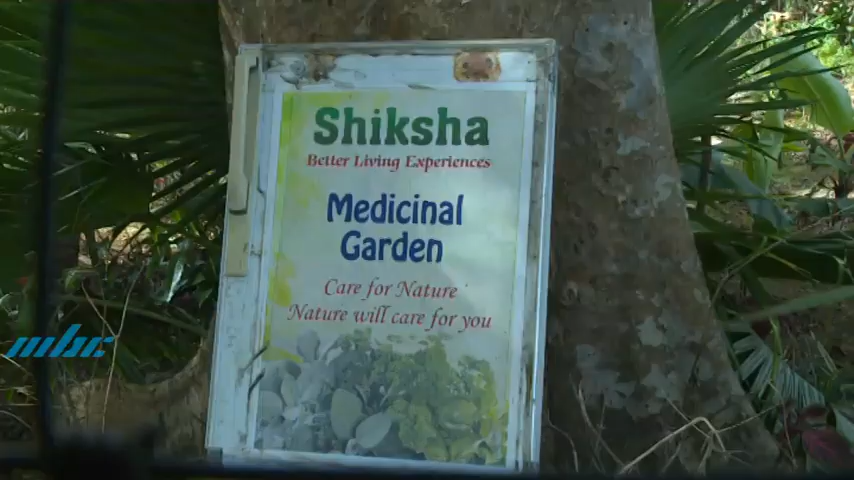 Shiksha
Better Living Experiences
Medicinal
Garden
Care for Nature
Nature will care for you
mbc